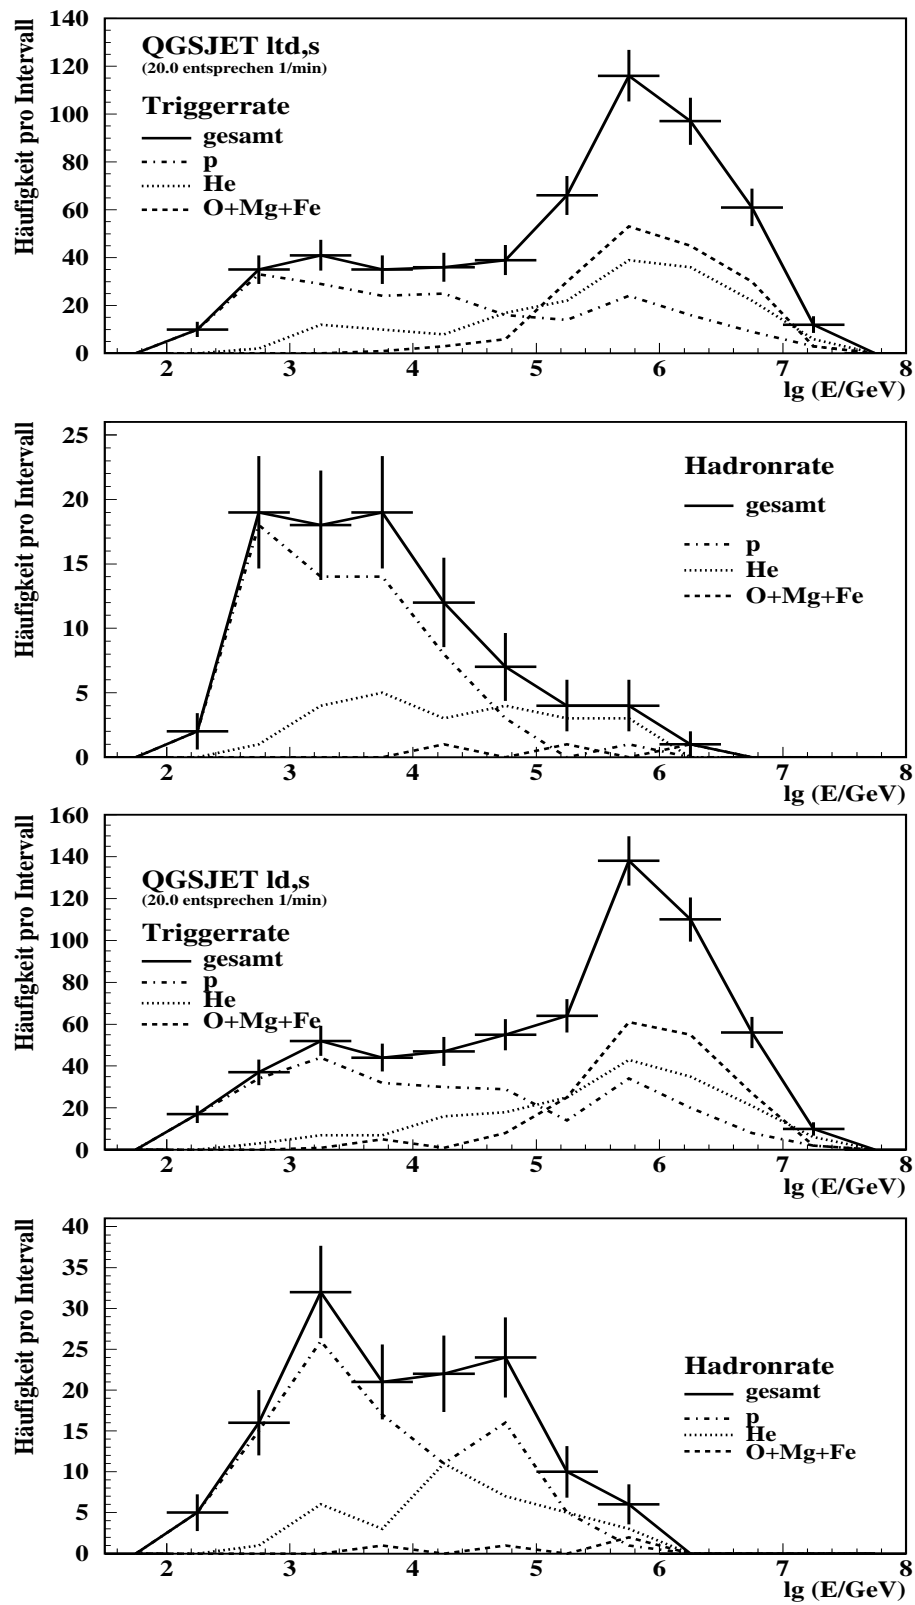 Häufigkeit pro Intervall
140
120
100
80
60
40
20
0
QGSJET ltd,s
(20.0 entsprechen 1/min)
Triggerrate
gesamt
p
He
O+Mg+Fe
2 3 4 5 6 7 8
lg (E/GeV)
Häufigkeit pro Intervall
25
20
15
10
5
0
Hadronrate
gesamt
p
He
O+Mg+Fe
2 3 4 5 6 7 8
lg (E/GeV)
Häufigkeit pro Intervall
160
140
120
100
80
60
40
20
0
QGSJET ld,s
(20.0 entsprechen 1/min)
Triggerrate
gesamt
p
He
O+Mg+Fe
2 3 4 5 6 7 8
lg (E/GeV)
Häufigkeit pro Intervall
40
35
30
25
20
15
10
5
0
Hadronrate
gesamt
p
He
O+Mg+Fe
2 3 4 5 6 7 8
lg (E/GeV)